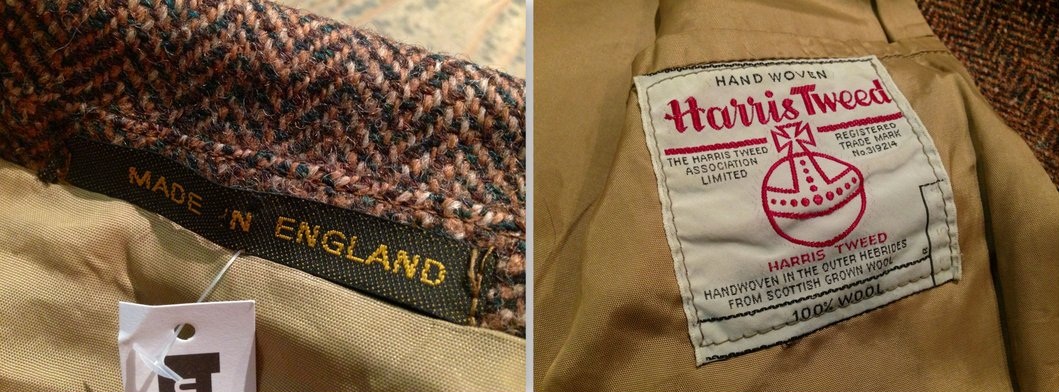 MADE IN ENGLAND
HAND WOVEN
Harris Tweed
THE HARRIS TWEED
ASSOCIATION
LIMITED
REGISTERED
TRADE MARK
No.319214
HARRIS TWEED
HANDWOVEN IN THE OUTER HEBRIDES
FROM SCOTTISH GROWN WOOL
100% WOOL